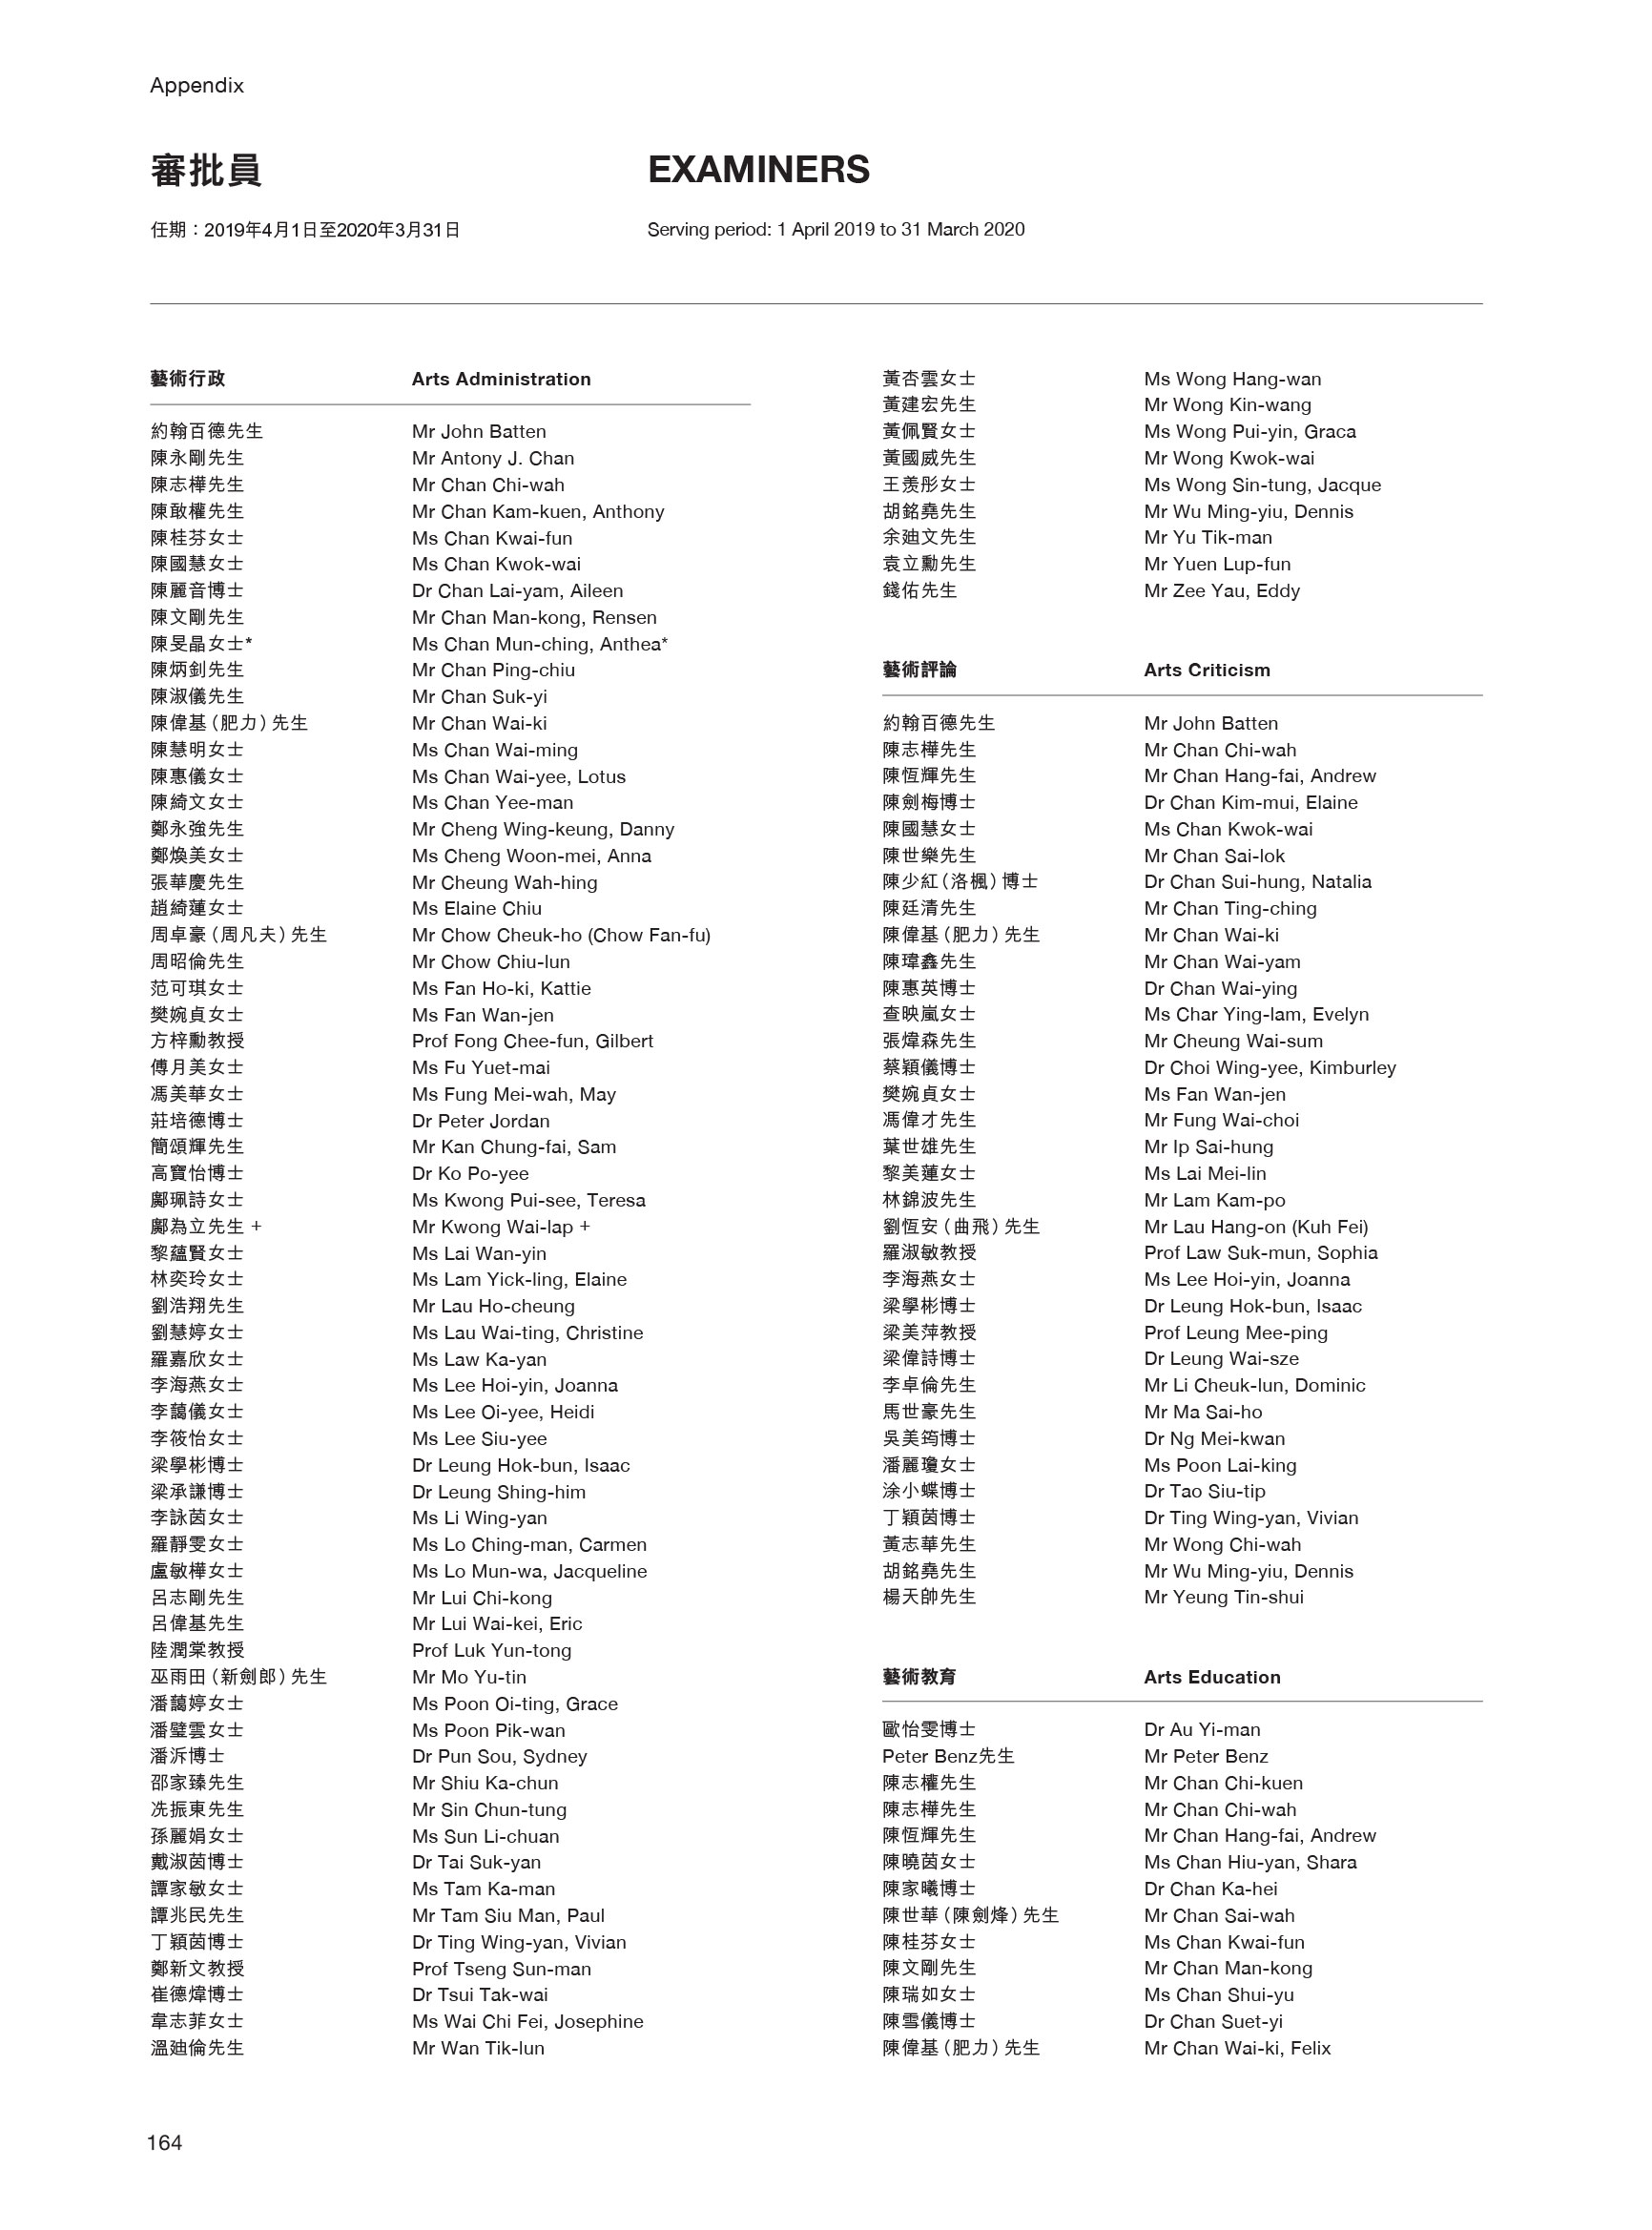 Appendix
審批員 EXAMINERS
任期：2019年4月1日至2020年3月31日 Serving period: 1 April 2019 to 31 March 2020
藝術行政 Arts Administration
約翰百德先生 Mr John Batten
陳永剛先生 Mr Antony J. Chan
陳志樺先生 Mr Chan Chi-wah
陳敢權先生 Mr Chan Kam-kuen, Anthony
陳桂芬女士 Ms Chan Kwai-fun
陳國慧女士 Ms Chan Kwok-wai
陳麗音博士 Dr Chan Lai-yam, Aileen
陳文剛先生 Mr Chan Man-kong, Rensen
陳旻晶女士* Ms Chan Mun-ching, Anthea*
陳炳釗先生 Mr Chan Ping-chiu
陳淑儀先生 Mr Chan Suk-yi
陳偉基（肥力）先生 Mr Chan Wai-ki
陳慧明女士 Ms Chan Wai-ming
陳惠儀女士 Ms Chan Wai-yee, Lotus
陳綺文女士 Ms Chan Yee-man
鄭永強先生 Mr Cheng Wing-keung, Danny
鄭煥美女士 Ms Cheng Woon-mei, Anna
張華慶先生 Mr Cheung Wah-hing
趙綺蓮女士 Ms Elaine Chiu
周卓豪（周凡夫）先生 Mr Chow Cheuk-ho (Chow Fan-fu)
周昭倫先生 Mr Chow Chiu-lun
范可琪女士 Ms Fan Ho-ki, Kattie
樊婉貞女士 Ms Fan Wan-jen
方梓勳教授 Prof Fong Chee-fun, Gilbert
傅月美女士 Ms Fu Yuet-mai
馮美華女士 Ms Fung Mei-wah, May
莊培德博士 Dr Peter Jordan
簡頌輝先生 Mr Kan Chung-fai, Sam
高寶怡博士 Dr Ko Po-yee
鄺珮詩女士 Ms Kwong Pui-see, Teresa
鄺為立先生 + Mr Kwong Wai-lap +
黎蘊賢女士 Ms Lai Wan-yin
林奕玲女士 Ms Lam Yick-ling, Elaine
劉浩翔先生 Mr Lau Ho-cheung
劉慧婷女士 Ms Lau Wai-ting, Christine
羅嘉欣女士 Ms Law Ka-yan
李海燕女士 Ms Lee Hoi-yin, Joanna
李藹儀女士 Ms Lee Oi-yee, Heidi
李筱怡女士 Ms Lee Siu-yee
梁學彬博士 Dr Leung Hok-bun, Isaac
梁承謙博士 Dr Leung Shing-him
李詠茵女士 Ms Li Wing-yan
羅靜雯女士 Ms Lo Ching-man, Carmen
盧敏樺女士 Ms Lo Mun-wa, Jacqueline
呂志剛先生 Mr Lui Chi-kong
呂偉基先生 Mr Lui Wai-kei, Eric
陸潤棠教授 Prof Luk Yun-tong
巫雨田（新劍郎）先生 Mr Mo Yu-tin
潘藹婷女士 Ms Poon Oi-ting, Grace
潘璧雲女士 Ms Poon Pik-wan
潘泝博士 Dr Pun Sou, Sydney
邵家臻先生 Mr Shiu Ka-chun
冼振東先生 Mr Sin Chun-tung
孫麗娟女士 Ms Sun Li-chuan
戴淑茵博士 Dr Tai Suk-yan
譚家敏女士 Ms Tam Ka-man
譚兆民先生 Mr Tam Siu Man, Paul
丁穎茵博士 Dr Ting Wing-yan, Vivian
鄭新文教授 Prof Tseng Sun-man
崔德煒博士 Dr Tsui Tak-wai
韋志菲女士 Ms Wai Chi Fei, Josephine
溫廸倫先生 Mr Wan Tik-lun
黃杏雲女士 Ms Wong Hang-wan
黃建宏先生 Mr Wong Kin-wang
黃佩賢女士 Ms Wong Pui-yin, Graca
黃國威先生 Mr Wong Kwok-wai
王羨彤女士 Ms Wong Sin-tung, Jacque
胡銘堯先生 Mr Wu Ming-yiu, Dennis
余廸文先生 Mr Yu Tik-man
袁立勳先生 Mr Yuen Lup-fun
錢佑先生 Mr Zee Yau, Eddy
藝術評論 Arts Criticism
約翰百德先生 Mr John Batten
陳志樺先生 Mr Chan Chi-wah
陳恆輝先生 Mr Chan Hang-fai, Andrew
陳劍梅博士 Dr Chan Kim-mui, Elaine
陳國慧女士 Ms Chan Kwok-wai
陳世樂先生 Mr Chan Sai-lok
陳少紅（洛楓）博士 Dr Chan Sui-hung, Natalia
陳廷清先生 Mr Chan Ting-ching
陳偉基（肥力）先生 Mr Chan Wai-ki
陳瑋鑫先生 Mr Chan Wai-yam
陳惠英博士 Dr Chan Wai-ying
查映嵐女士 Ms Char Ying-lam, Evelyn
張煒森先生 Mr Cheung Wai-sum
蔡穎儀博士 Dr Choi Wing-yee, Kimburley
樊婉貞女士 Ms Fan Wan-jen
馮偉才先生 Mr Fung Wai-choi
葉世雄先生 Mr Ip Sai-hung
黎美蓮女士 Ms Lai Mei-lin
林錦波先生 Mr Lam Kam-po
劉恆安（曲飛）先生 Mr Lau Hang-on (Kuh Fei)
羅淑敏教授 Prof Law Suk-mun, Sophia
李海燕女士 Ms Lee Hoi-yin, Joanna
梁學彬博士 Dr Leung Hok-bun, Isaac
梁美萍教授 Prof Leung Mee-ping
梁偉詩博士 Dr Leung Wai-sze
李卓倫先生 Mr Li Cheuk-lun, Dominic
馬世豪先生 Mr Ma Sai-ho
吳美筠博士 Dr Ng Mei-kwan
潘麗瓊女士 Ms Poon Lai-king
涂小蝶博士 Dr Tao Siu-tip
丁穎茵博士 Dr Ting Wing-yan, Vivian
黃志華先生 Mr Wong Chi-wah
胡銘堯先生 Mr Wu Ming-yiu, Dennis
楊天帥先生 Mr Yeung Tin-shui
藝術教育 Arts Education
歐怡雯博士 Dr Au Yi-man
Peter Benz先生 Mr Peter Benz
陳志權先生 Mr Chan Chi-kuen
陳志樺先生 Mr Chan Chi-wah
陳恆輝先生 Mr Chan Hang-fai, Andrew
陳曉茵女士 Ms Chan Hiu-yan, Shara
陳家曦博士 Dr Chan Ka-hei
陳世華（陳劍烽）先生 Mr Chan Sai-wah
陳桂芬女士 Ms Chan Kwai-fun
陳文剛先生 Mr Chan Man-kong
陳瑞如女士 Ms Chan Shui-yu
陳雪儀博士 Dr Chan Suet-yi
陳偉基（肥力）先生 Mr Chan Wai-ki, Felix
164